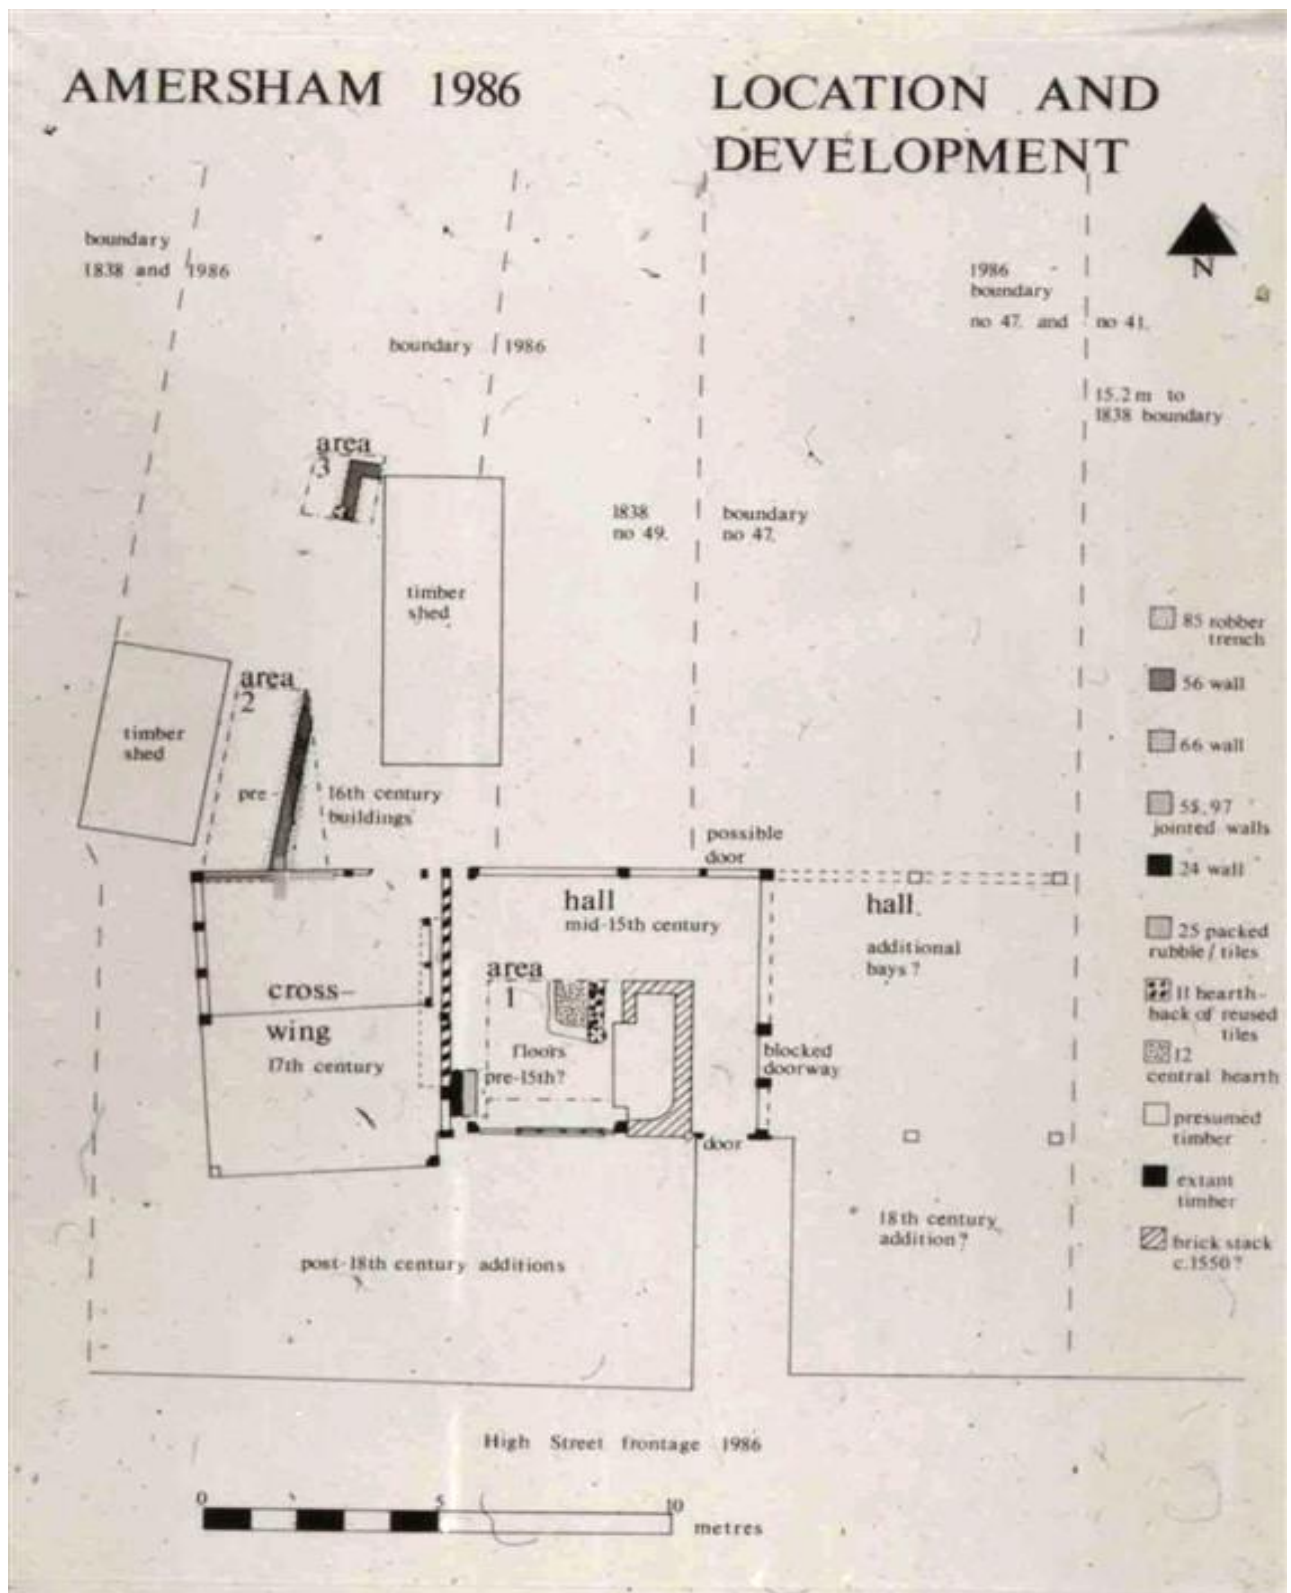 AMERSHAM 1986
LOCATION AND
DEVELOPMENT
boundary
1838 and 1986
boundary 1986
1986
boundary
no 47. and no 41.
N
15.2 m to
1838 boundary
area
3
1838
no 49.
boundary
no 47.
timber
shed
area
2
timber
shed
pre - 16th century
buildings
possible
door
hall
mid-15th century
hall.
additional
bays?
area
1
cross-
wing
17th century
floors
pre-15th?
blocked
doorway
door
18th century
addition?
post-18th century additions
85 robber
trench
56 wall
66 wall
55, 97
jointed walls
24 wall
25 packed
rubble/tiles
11 hearth-
back of reused
tiles
12
central hearth
presumed
timber
extant
timber
brick stack
c.1550?
High Street frontage 1986
0 5 10
metres